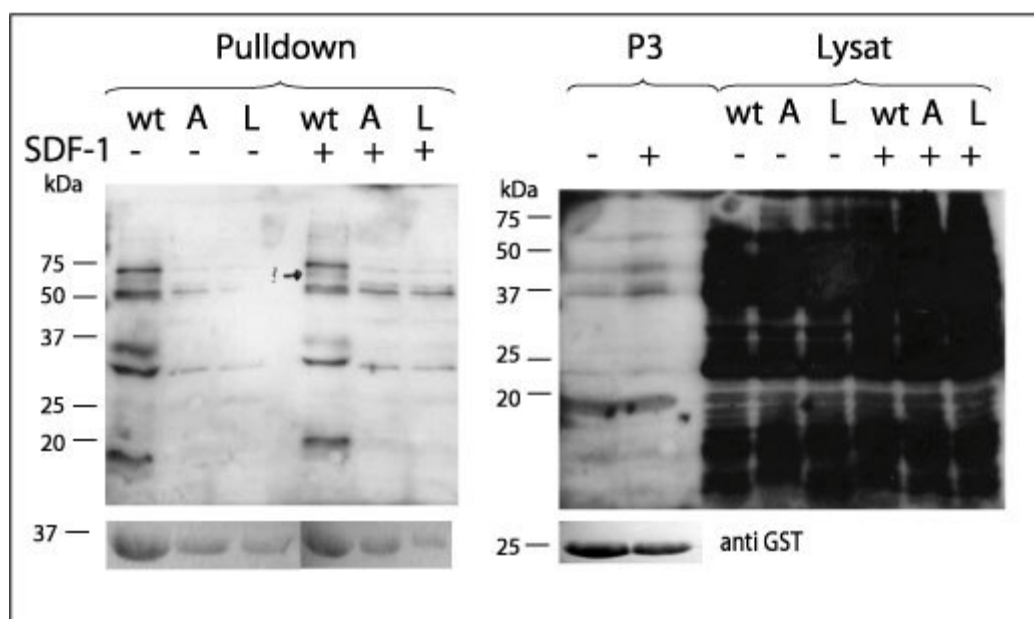 Pulldown
wt A L wt A L
SDF-1 - - - + + +
kDa
75
50
37
25
20
37
P3 Lysat
wt A L wt A L
- + - - - + + +
kDa
75
50
37
25
20
25 anti GST